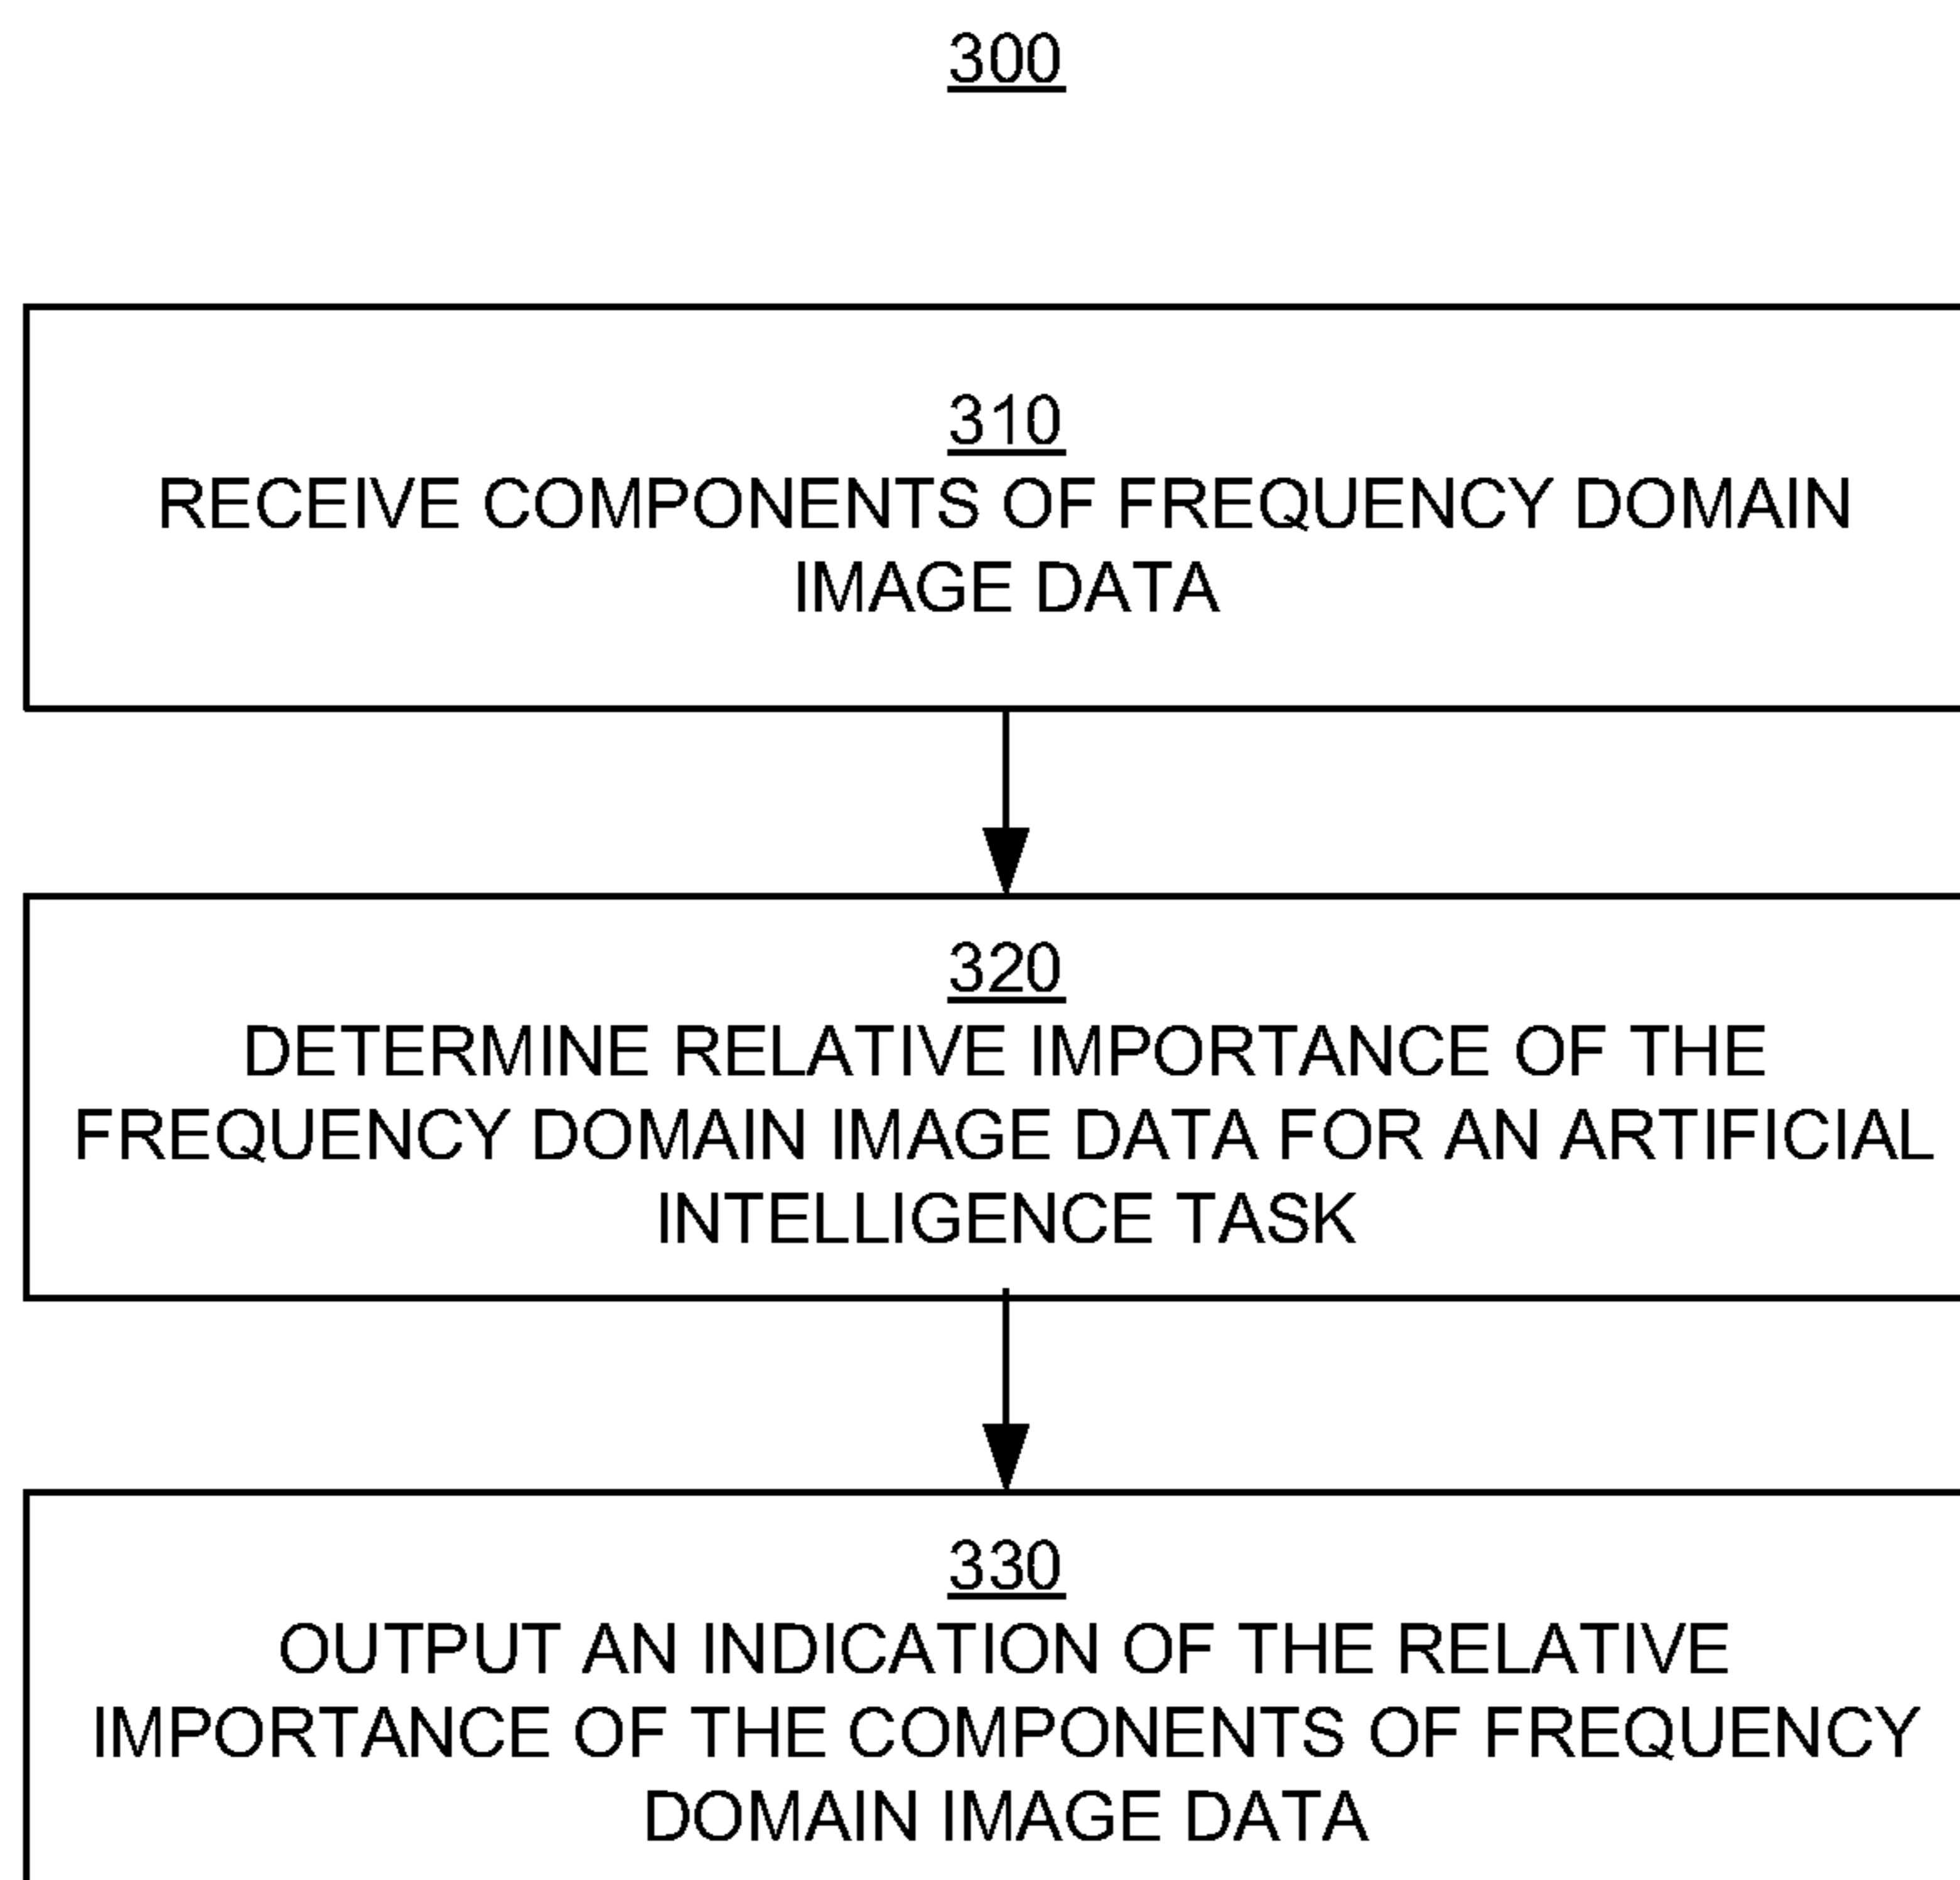 300
310
RECEIVE COMPONENTS OF FREQUENCY DOMAIN
IMAGE DATA
320
DETERMINE RELATIVE IMPORTANCE OF THE
FREQUENCY DOMAIN IMAGE DATA FOR AN ARTIFICIAL
INTELLIGENCE TASK
330
OUTPUT AN INDICATION OF THE RELATIVE
IMPORTANCE OF THE COMPONENTS OF FREQUENCY
DOMAIN IMAGE DATA